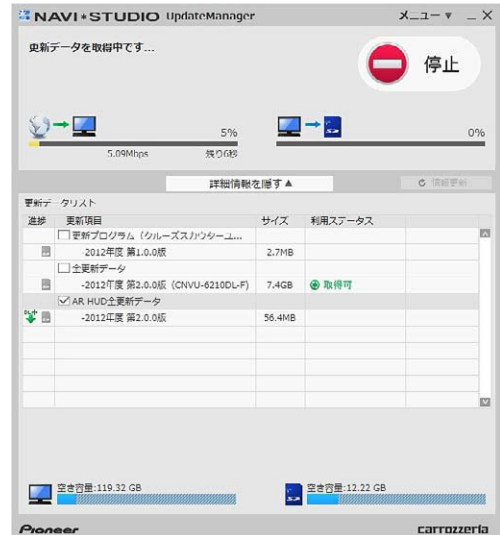 NAVI*STUDIO UpdateManager
メニュー ▼
更新データを取得中です...
停止
5%
0%
5.09Mbps 残り6秒
詳細情報を隠す▲
情報更新
更新データリスト
進捗 更新項目 サイズ 利用ステータス
更新プログラム (クルーズスカウターユ...
-2012年度 第1.0.0版 2.7MB
全更新データ
-2012年度 第2.0.0版 (CNVU-6210DL-F) 7.4GB 取得可
AR HUD全更新データ
DL中 -2012年度 第2.0.0版 56.4MB
空き容量:119.32 GB
空き容量:12.22 GB
Pioneer
carrozzeria